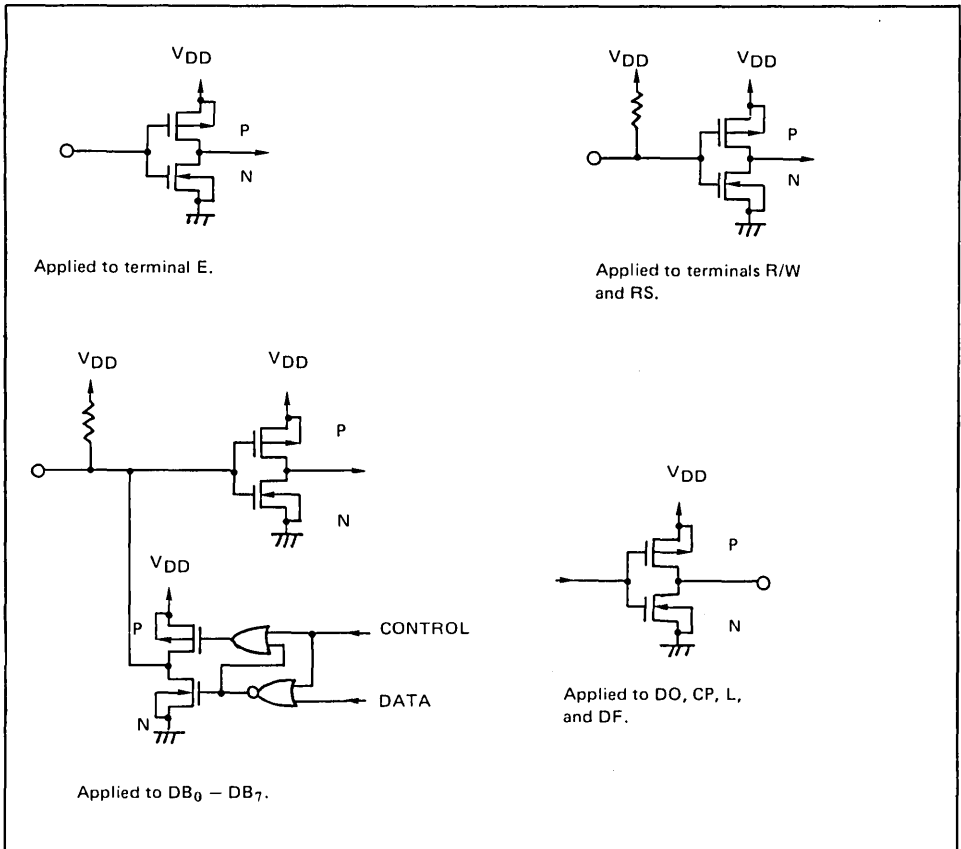 VDD
P
N
Applied to terminal E.
VDD
VDD
P
N
Applied to terminals R/W
and RS.
VDD
VDD
P
N
VDD
P
N
CONTROL
DATA
Applied to DB0 – DB7.
VDD
P
N
Applied to DO, CP, L,
and DF.